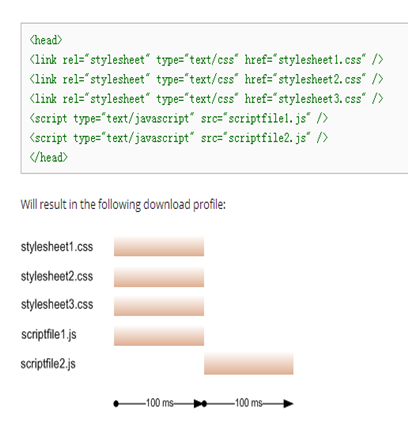 <head>
<link rel="stylesheet" type="text/css" href="stylesheet1.css" />
<link rel="stylesheet" type="text/css" href="stylesheet2.css" />
<link rel="stylesheet" type="text/css" href="stylesheet3.css" />
<script type="text/javascript" src="scriptfile1.js" />
<script type="text/javascript" src="scriptfile2.js" />
</head>
Will result in the following download profile:
stylesheet1.css
stylesheet2.css
stylesheet3.css
scriptfile1.js
scriptfile2.js
100 ms 100 ms